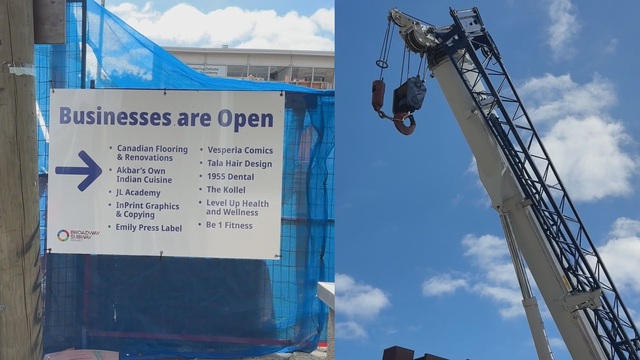 Businesses are Open
• Canadian Flooring
& Renovations
• Akbar's Own
Indian Cuisine
• JL Academy
• InPrint Graphics
& Copying
• Emily Press Label
• Vesperia Comics
• Tala Hair Design
• 1955 Dental
• The Kollel
• Level Up Health
and Wellness
• Be 1 Fitness
BROADWAY
SUBWAY